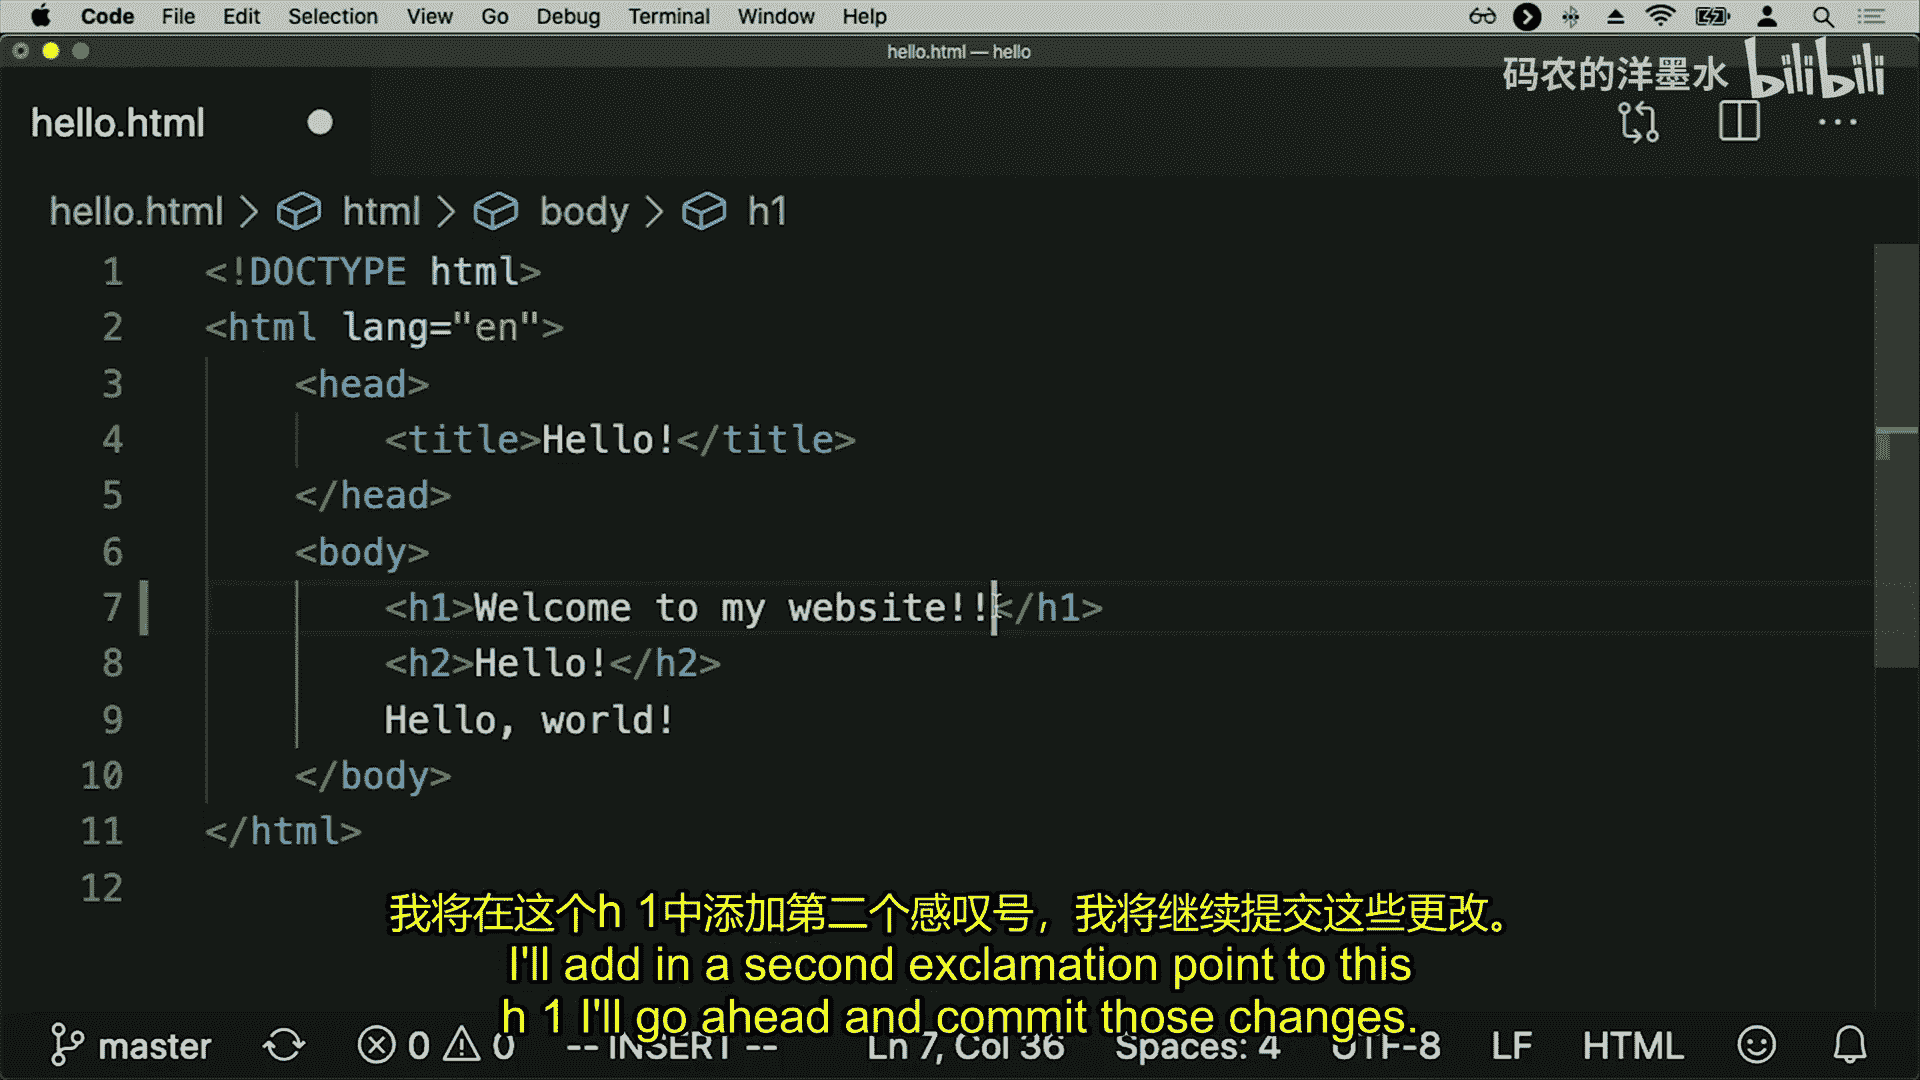 Code File Edit Selection View Go Debug Terminal Window Help
hello.html — hello
码农的洋墨水 bilibili
hello.html
hello.html > html > body > h1
1 <!DOCTYPE html>
2 <html lang="en">
3 <head>
4 <title>Hello!</title>
5 </head>
6 <body>
7 <h1>Welcome to my website!!</h1>
8 <h2>Hello!</h2>
9 Hello, world!
10 </body>
11 </html>
12
我将在这个h 1中添加第二个感叹号，我将继续提交这些更改。
I'll add in a second exclamation point to this
h 1 I'll go ahead and commit those changes.
master 0 0 -- INSERT -- Ln 7, Col 36 Spaces: 4 UTF-8 LF HTML